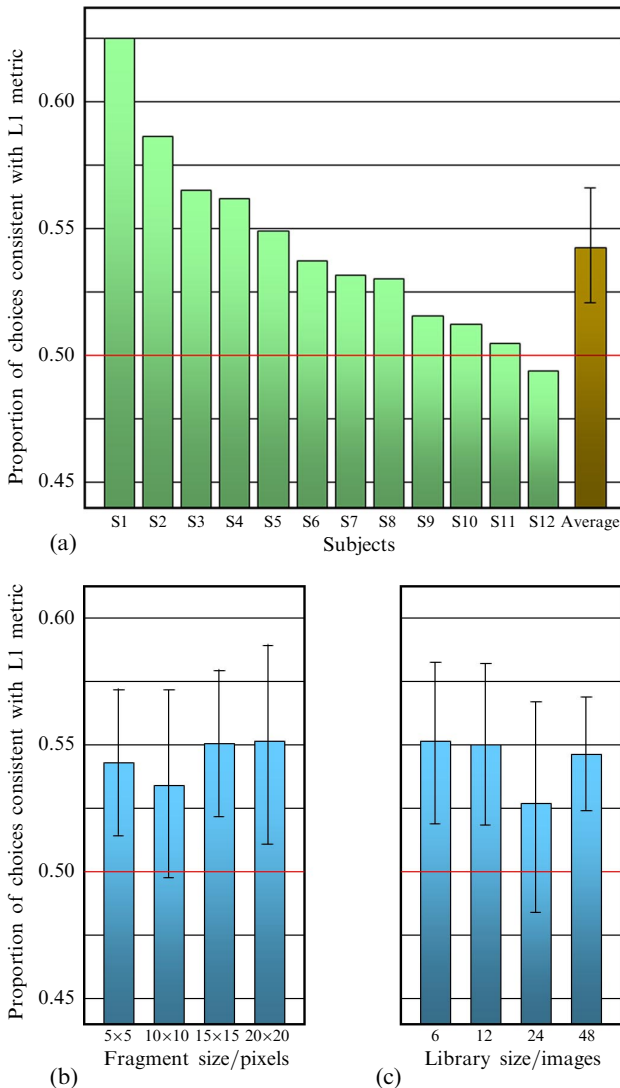 Proportion of choices consistent with L1 metric
0.60
0.55
0.50
0.45
S1 S2 S3 S4 S5 S6 S7 S8 S9 S10 S11 S12 Average
(a)
Subjects
Proportion of choices consistent with L1 metric
0.60
0.55
0.50
0.45
5×5 10×10 15×15 20×20
(b)
Fragment size/pixels
6 12 24 48
(c)
Library size/images